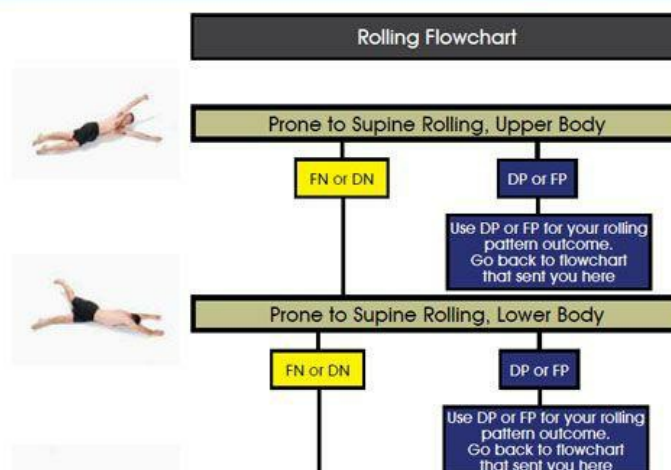 Rolling Flowchart
Prone to Supine Rolling, Upper Body
FN or DN
DP or FP
Use DP or FP for your rolling
pattern outcome.
Go back to flowchart
that sent you here
Prone to Supine Rolling, Lower Body
FN or DN
DP or FP
Use DP or FP for your rolling
pattern outcome.
Go back to flowchart
that sent you here